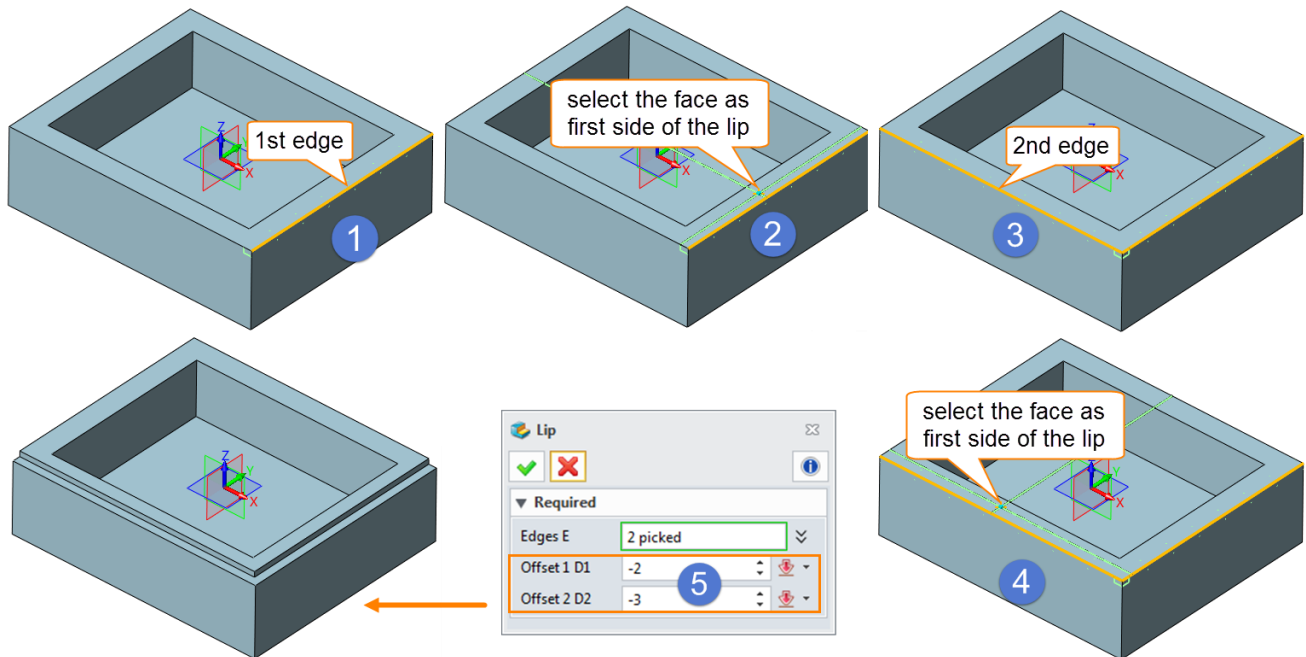 1st edge
Z
Y
X
1
select the face as
first side of the lip
X
2
2nd edge
Z
X
3
Z
Y
X
Lip
Required
Edges E
2 picked
Offset 1 D1
-2
Offset 2 D2
-3
5
select the face as
first side of the lip
Z
Y
X
4